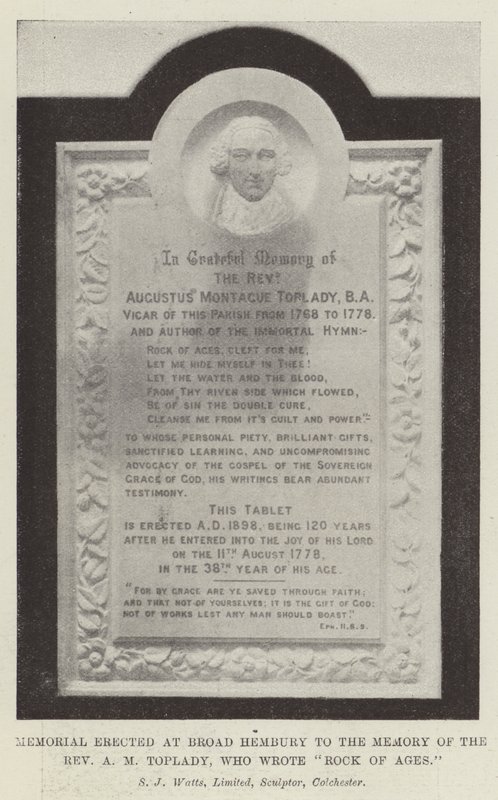 In Grateful Memory of
THE REVD
AUGUSTUS MONTAGUE TOPLADY, B.A.
VICAR OF THIS PARISH FROM 1768 TO 1778.
AND AUTHOR OF THE IMMORTAL HYMN:-
ROCK OF AGES, CLEFT FOR ME,
LET ME HIDE MYSELF IN THEE!
LET THE WATER AND THE BLOOD,
FROM THY RIVEN SIDE WHICH FLOWED,
BE OF SIN THE DOUBLE CURE,
CLEANSE ME FROM IT'S GUILT AND POWER,"-
TO WHOSE PERSONAL PIETY, BRILLIANT GIFTS,
SANCTIFIED LEARNING, AND UNCOMPROMISING
ADVOCACY OF THE GOSPEL OF THE SOVEREIGN
GRACE OF GOD, HIS WRITINGS BEAR ABUNDANT
TESTIMONY.
THIS TABLET
IS ERECTED A.D. 1898, BEING 120 YEARS
AFTER HE ENTERED INTO THE JOY OF HIS LORD
ON THE 11TH AUGUST 1778,
IN THE 38TH YEAR OF HIS AGE.
"FOR BY GRACE ARE YE SAVED THROUGH FAITH;
AND THAT NOT OF YOURSELVES; IT IS THE GIFT OF GOD:
NOT OF WORKS LEST ANY MAN SHOULD BOAST."
EPH. II. 8. 9.
MEMORIAL ERECTED AT BROAD HEMBURY TO THE MEMORY OF THE
REV. A. M. TOPLADY, WHO WROTE "ROCK OF AGES."
S. J. Watts, Limited, Sculptor, Colchester.